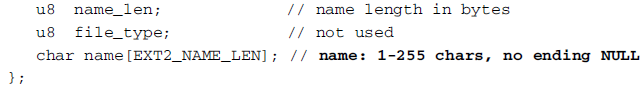 u8 name_len; // name length in bytes
u8 file_type; // not used
char name[EXT2_NAME_LEN]; // name: 1-255 chars, no ending NULL
};